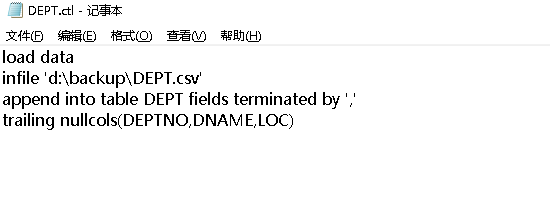 DEPT.ctl - 记事本
文件(F) 编辑(E) 格式(O) 查看(V) 帮助(H)
load data
infile 'd:\backup\DEPT.csv'
append into table DEPT fields terminated by ','
trailing nullcols(DEPTNO,DNAME,LOC)